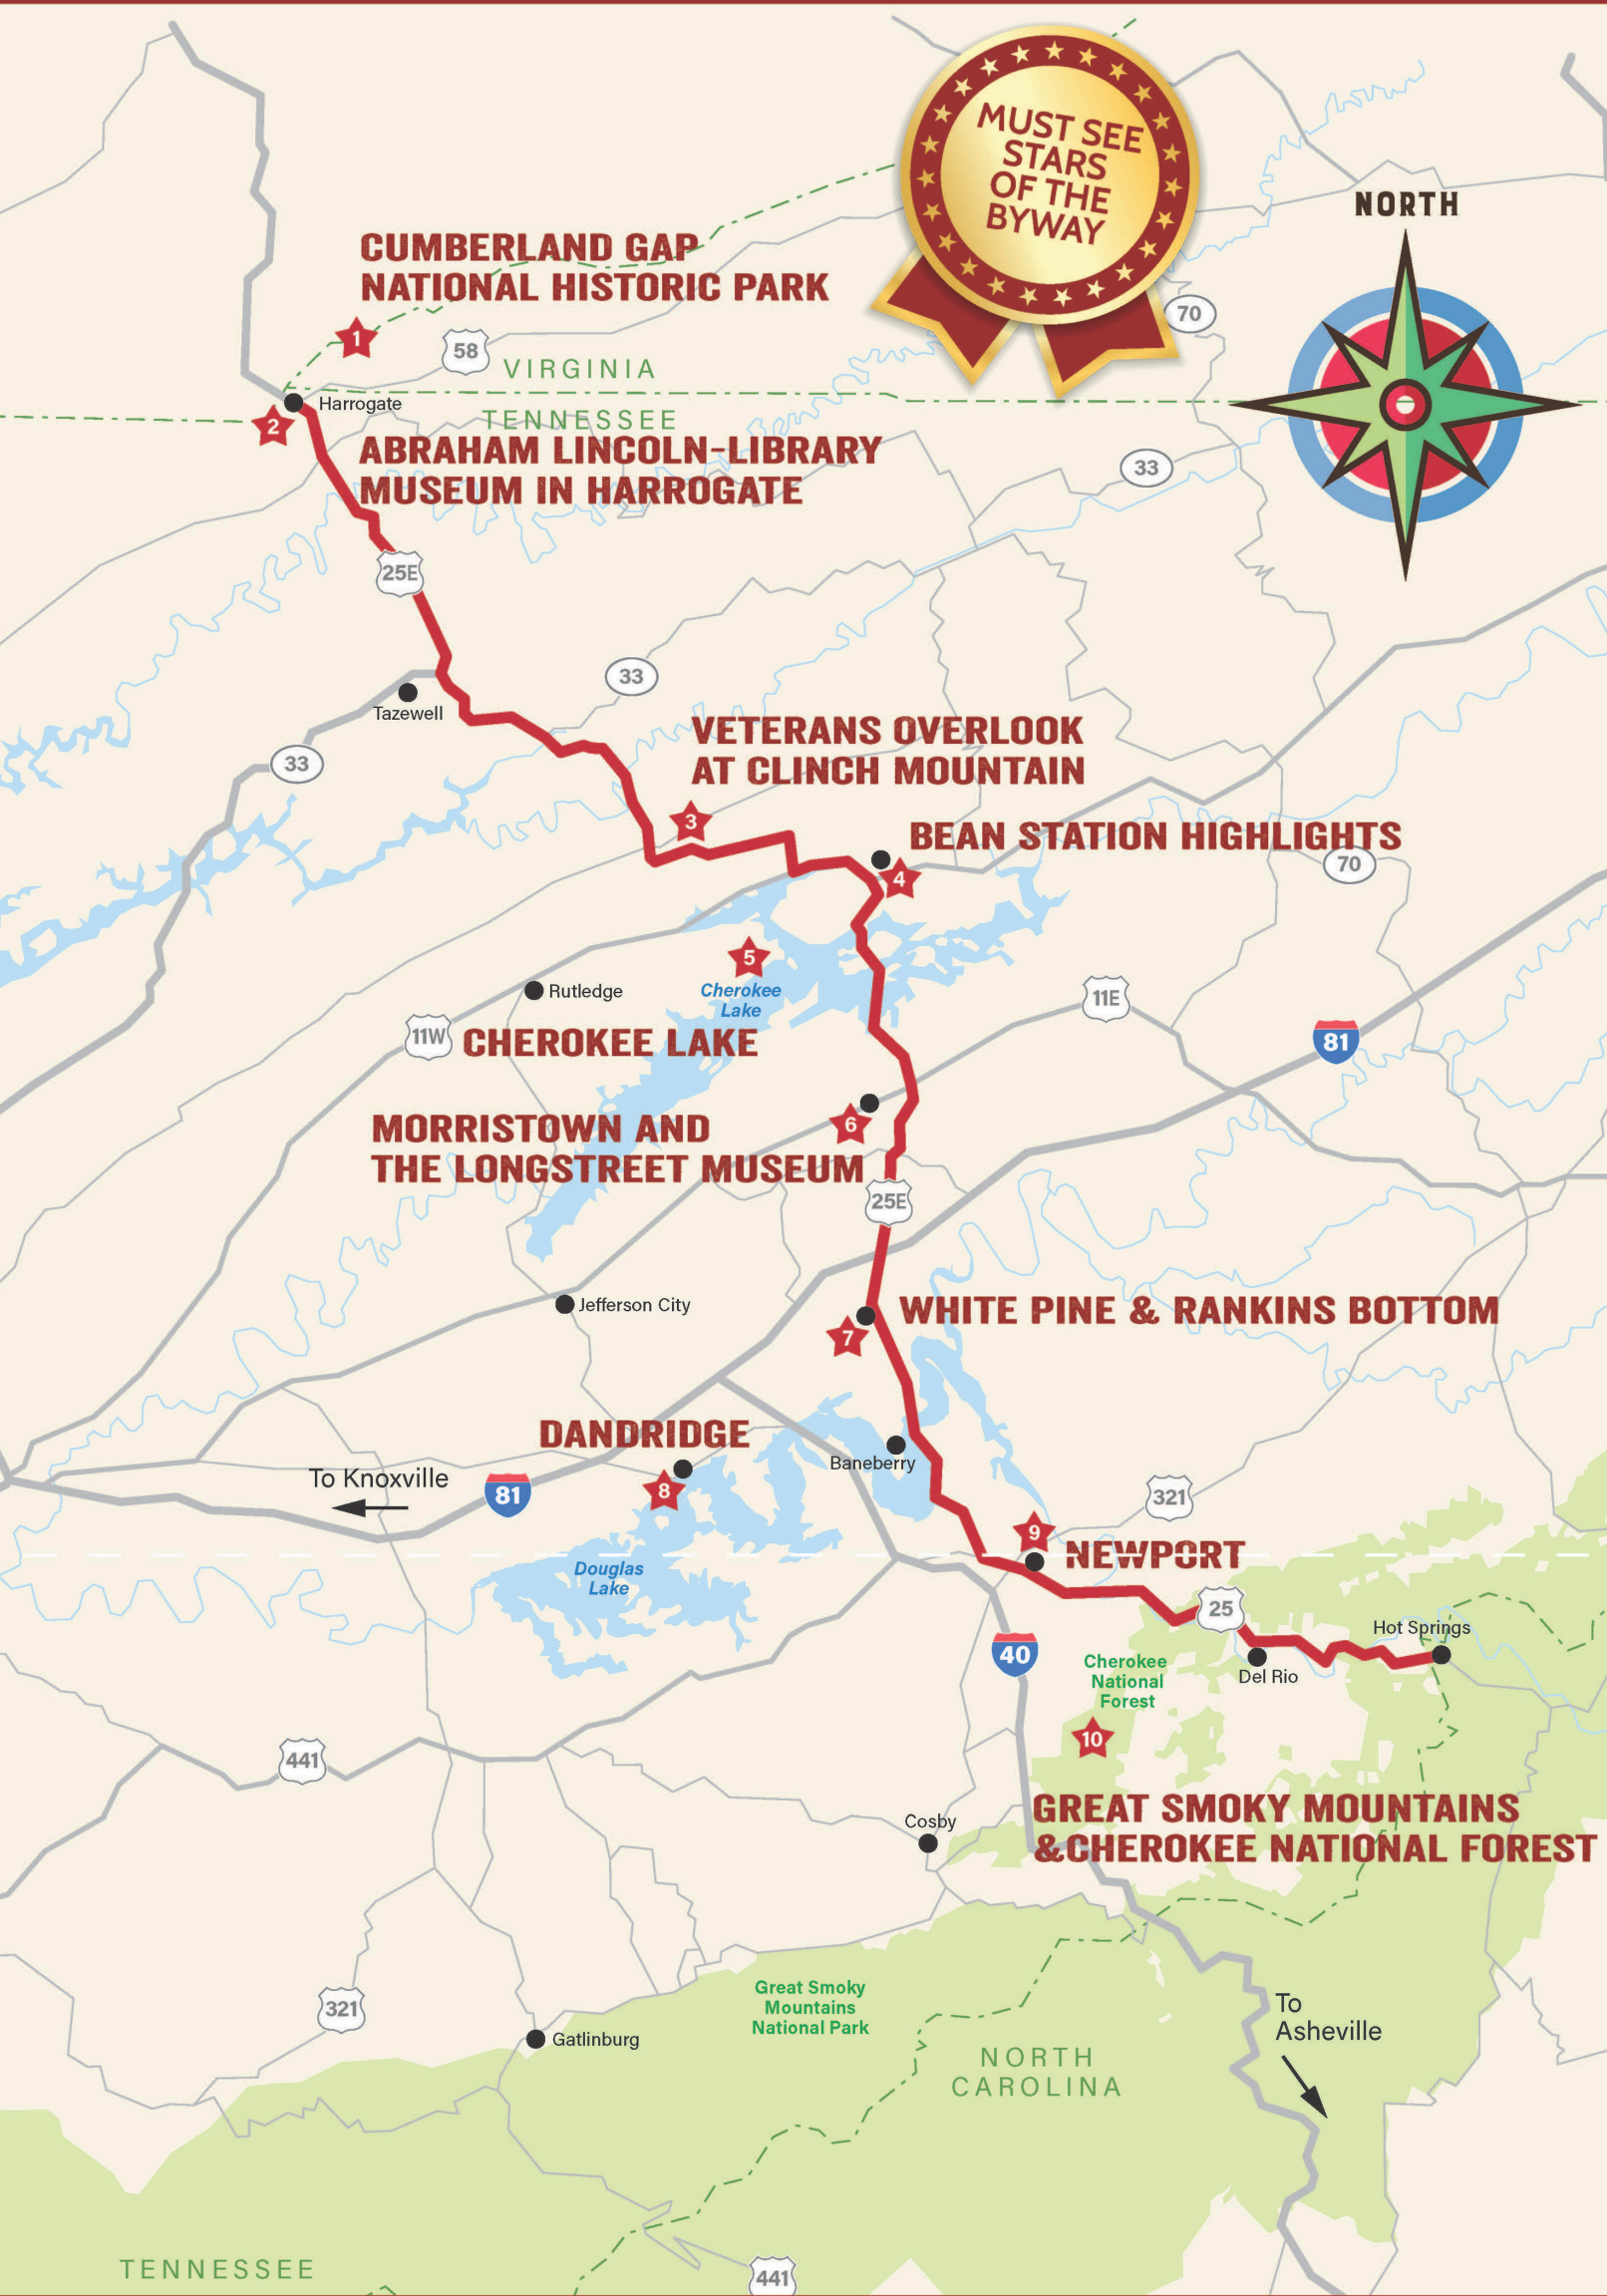 MUST SEE
STARS
OF THE
BYWAY
NORTH
CUMBERLAND GAP
NATIONAL HISTORIC PARK
1
58
70
VIRGINIA
Harrogate
TENNESSEE
2
ABRAHAM LINCOLN-LIBRARY
MUSEUM IN HARROGATE
33
25E
33
Tazewell
33
VETERANS OVERLOOK
AT CLINCH MOUNTAIN
3
BEAN STATION HIGHLIGHTS
70
4
5
Cherokee
Lake
Rutledge
11E
11W
CHEROKEE LAKE
81
6
MORRISTOWN AND
THE LONGSTREET MUSEUM
25E
Jefferson City
WHITE PINE & RANKINS BOTTOM
7
DANDRIDGE
Baneberry
To Knoxville
81
8
321
9
NEWPORT
Douglas
Lake
25
Hot Springs
40
Cherokee
National
Forest
Del Rio
10
441
GREAT SMOKY MOUNTAINS
&CHEROKEE NATIONAL FOREST
Cosby
Great Smoky
Mountains
National Park
321
To
Asheville
Gatlinburg
NORTH
CAROLINA
TENNESSEE
441